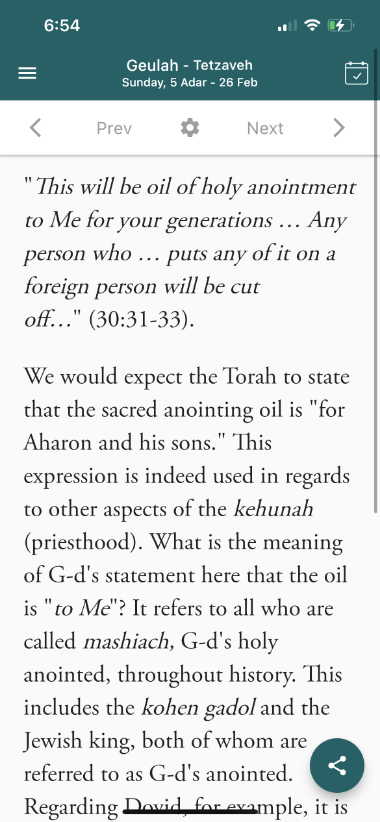 6:54
Geulah - Tetzaveh
Sunday, 5 Adar - 26 Feb
Prev Next
"This will be oil of holy anointment
to Me for your generations … Any
person who … puts any of it on a
foreign person will be cut
off…" (30:31-33).
We would expect the Torah to state
that the sacred anointing oil is "for
Aharon and his sons." This
expression is indeed used in regards
to other aspects of the kehunah
(priesthood). What is the meaning
of G-d's statement here that the oil
is "to Me"? It refers to all who are
called mashiach, G-d's holy
anointed, throughout history. This
includes the kohen gadol and the
Jewish king, both of whom are
referred to as G-d's anointed.
Regarding Dovid, for example, it is